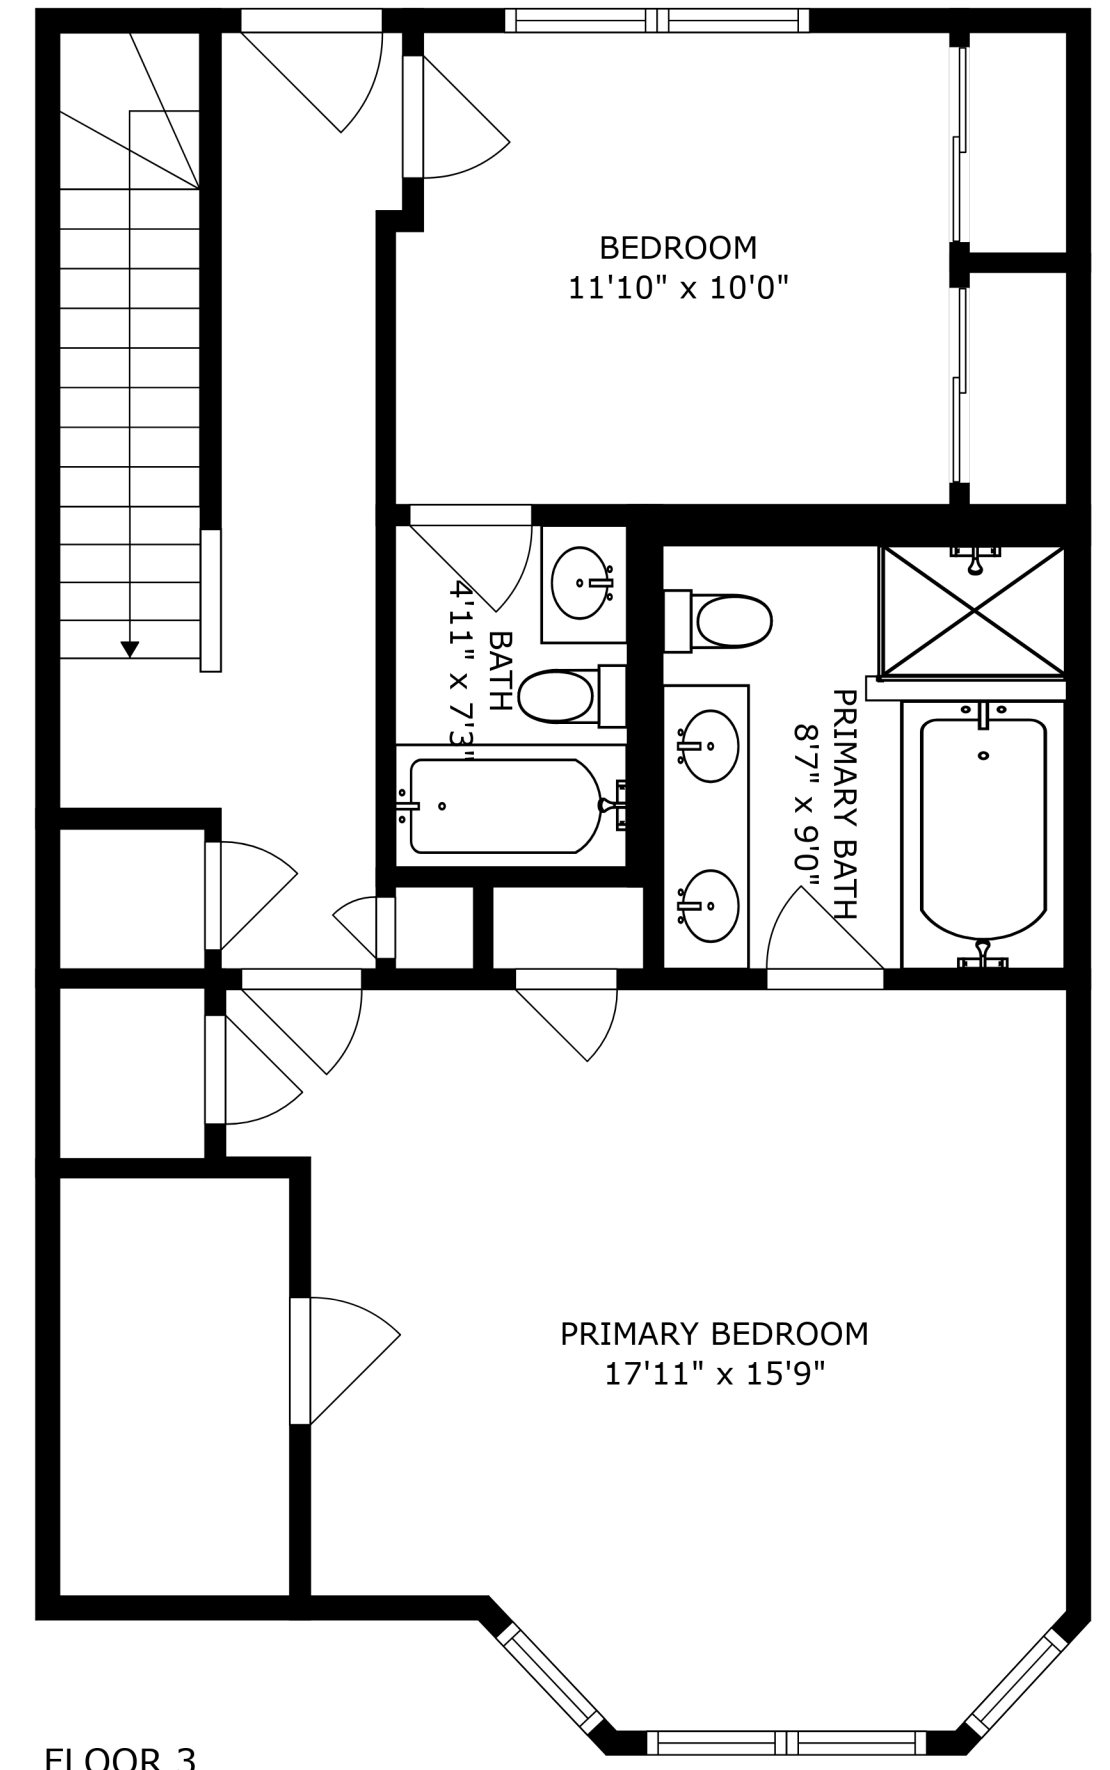 BEDROOM
11'10" x 10'0"
BATH
4'11" x 7'3"
PRIMARY BATH
8'7" x 9'0"
PRIMARY BEDROOM
17'11" x 15'9"
FLOOR 3